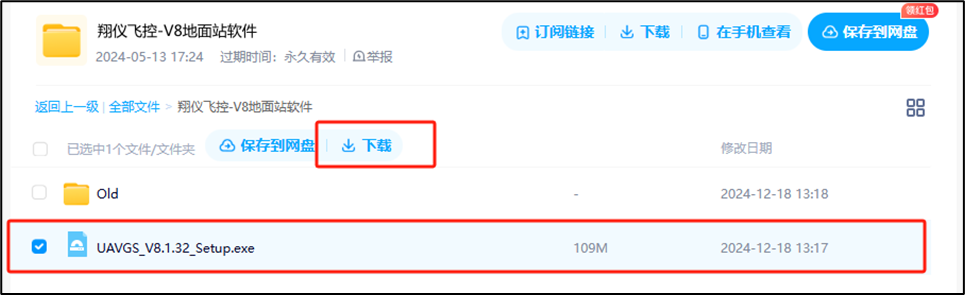 领红包
翔仪飞控-V8地面站软件
2024-05-13 17:24 过期时间：永久有效 举报
订阅链接 下载 在手机查看 保存到网盘
返回上一级 | 全部文件 > 翔仪飞控-V8地面站软件
已选中1个文件/文件夹 保存到网盘 下载 修改日期
Old - 2024-12-18 13:18
UAVGS_V8.1.32_Setup.exe 109M 2024-12-18 13:17